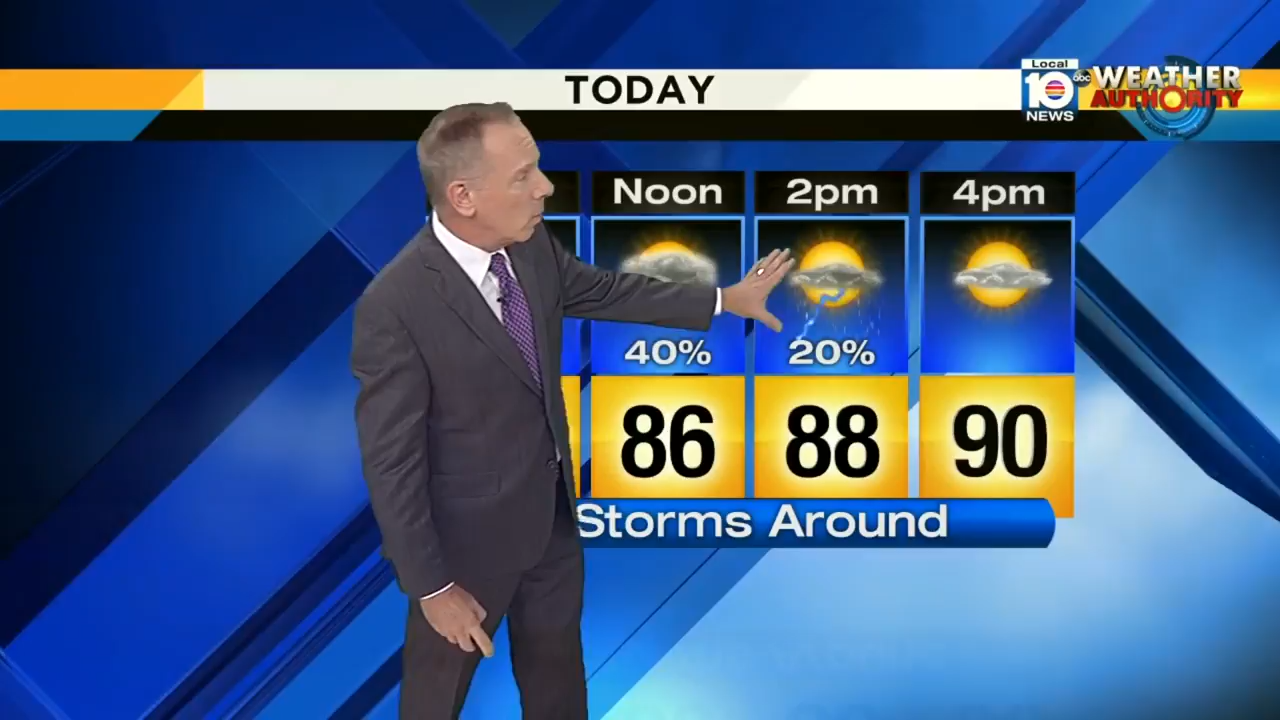 TODAY
Local
10
abc
NEWS
WEATHER
AUTHORITY
Noon
2pm
4pm
40%
20%
86
88
90
Storms Around